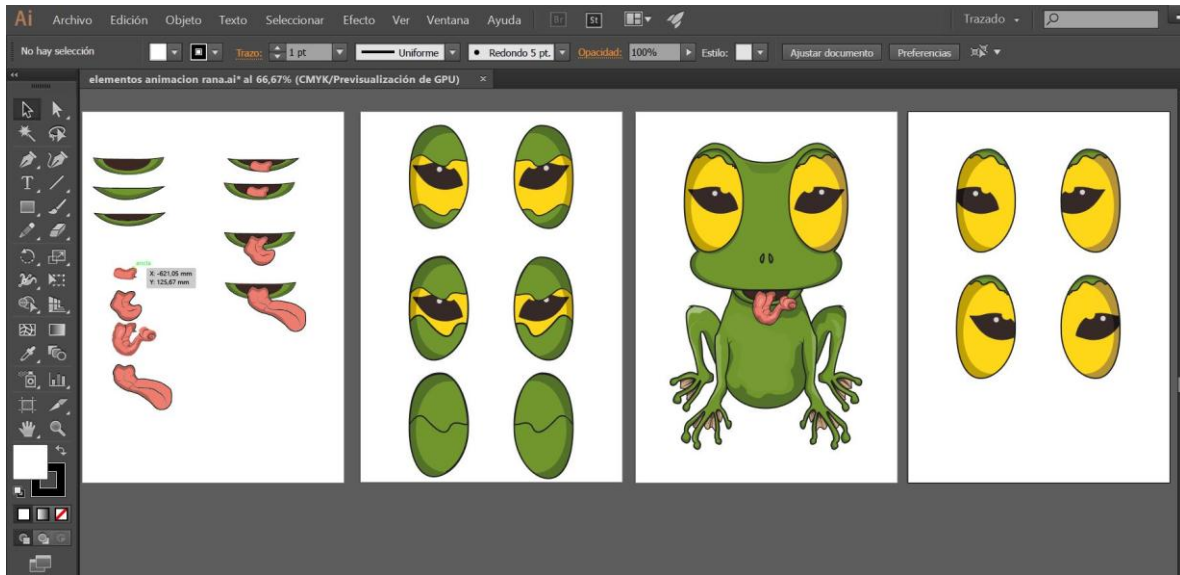 Ai Archivo Edición Objeto Texto Seleccionar Efecto Ver Ventana Ayuda Br St Trazado
No hay selección Trazo: 1 pt Uniforme Redondo 5 pt. Opacidad: 100% Estilo: Ajustar documento Preferencias
elementos animacion rana.ai* al 66,67% (CMYK/Previsualización de GPU) ×
X: -621,05 mm
Y: 125,67 mm